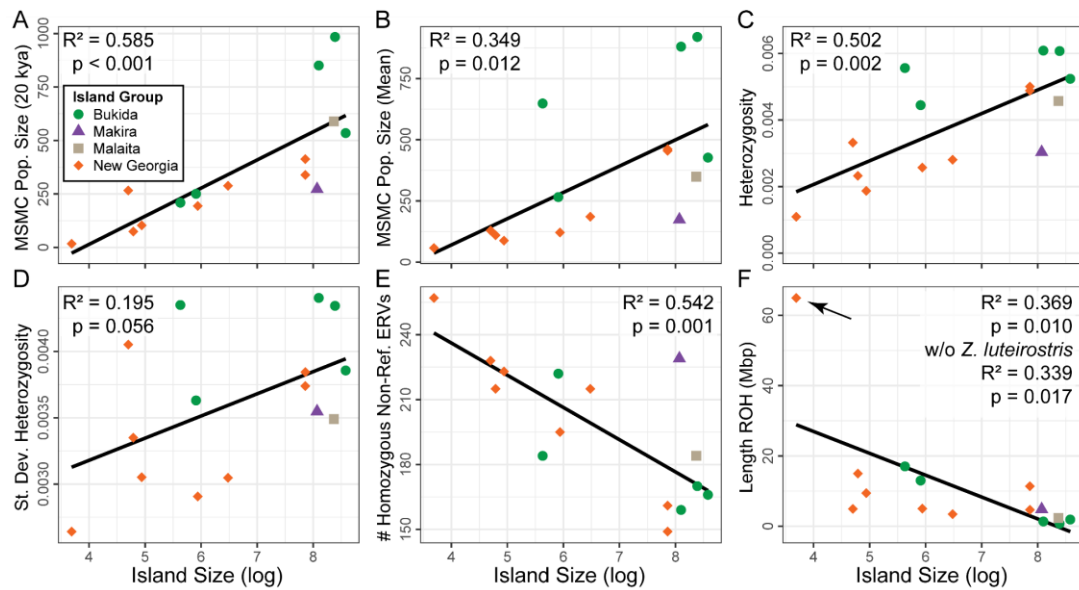 A
MSMC Pop. Size (20 kya)
1000
750
500
250
0
R² = 0.585
p < 0.001
Island Group
Bukida
Makira
Malaita
New Georgia
B
MSMC Pop. Size (Mean)
750
500
250
0
R² = 0.349
p = 0.012
C
Heterozygosity
0.006
0.004
0.002
0.000
R² = 0.502
p = 0.002
D
St. Dev. Heterozygosity
0.0040
0.0035
0.0030
R² = 0.195
p = 0.056
4 5 6 7 8
Island Size (log)
E
# Homozygous Non-Ref. ERVs
240
210
180
150
R² = 0.542
p = 0.001
4 5 6 7 8
Island Size (log)
F
Length ROH (Mbp)
60
40
20
0
R² = 0.369
p = 0.010
w/o Z. luteirostris
R² = 0.339
p = 0.017
4 5 6 7 8
Island Size (log)